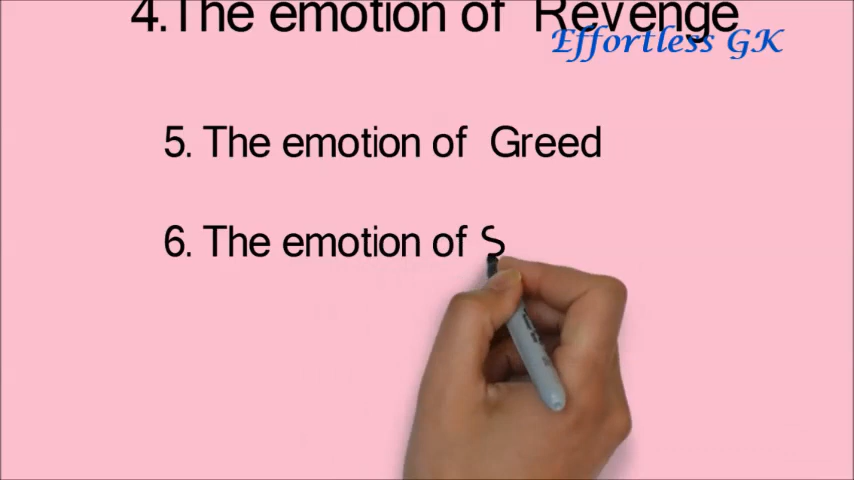 4.The emotion of Revenge
Effortless GK
5. The emotion of Greed
6. The emotion of S